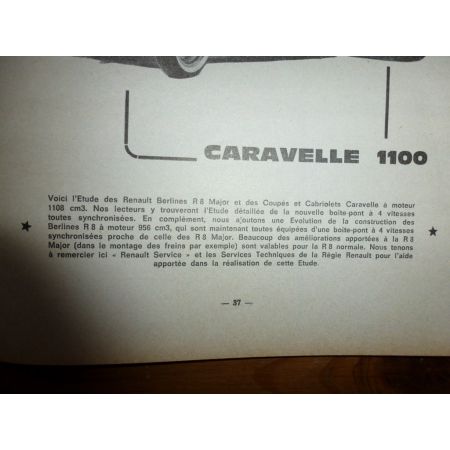 CARAVELLE 1100
Voici l'Etude des Renault Berlines R 8 Major et des Coupés et Cabriolets Caravelle à moteur
1108 cm3. Nos lecteurs y trouveront l'Etude détaillée de la nouvelle boîte-pont à 4 vitesses
toutes synchronisées. En complément, nous ajoutons une Evolution de la construction des
Berlines R 8 à moteur 956 cm3, qui sont maintenant toutes équipées d'une boîte-pont à 4 vitesses
synchronisées proche de celle des R 8 Major. Beaucoup des améliorations apportées à la R 8
Major (dans le montage des freins par exemple) sont valables pour la R 8 normale. Nous tenons
à remercier ici « Renault Service » et les Services Techniques de la Régie Renault pour l'aide
apportée dans la réalisation de cette Etude.
— 37 —